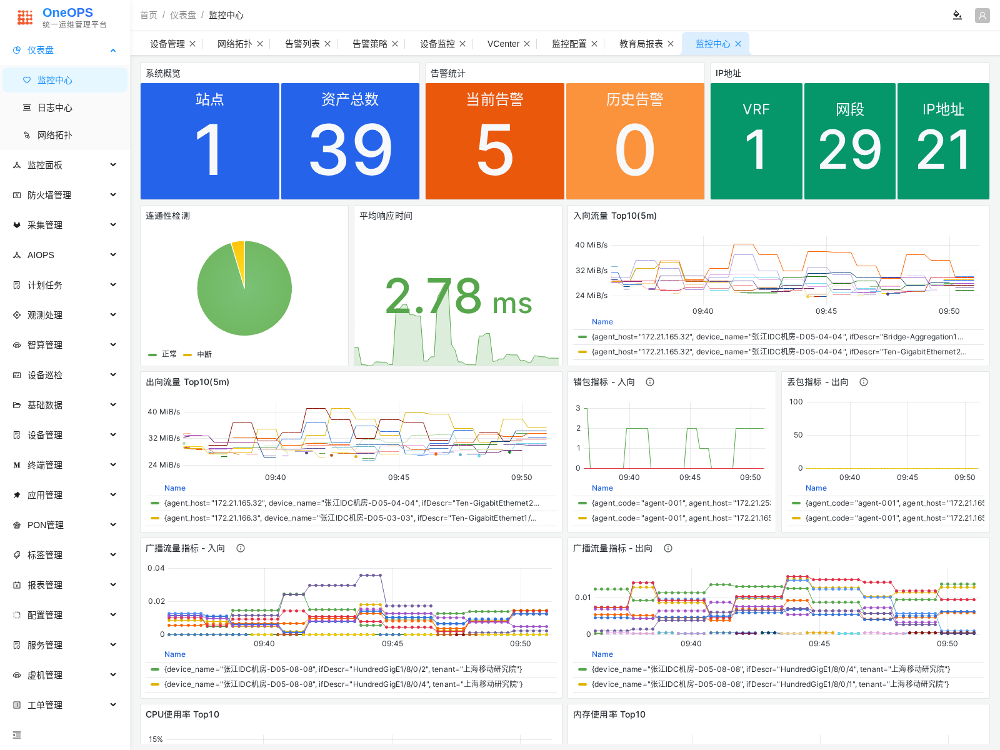 OneOPS
统一运维管理平台
首页 / 仪表盘 / 监控中心
设备管理
网络拓扑
告警列表
告警策略
设备监控
VCenter
监控配置
教育局报表
监控中心
仪表盘
监控中心
日志中心
网络拓扑
监控面板
防火墙管理
采集管理
AIOPS
计划任务
观测处理
智算管理
设备巡检
基础数据
设备管理
终端管理
应用管理
PON管理
标签管理
报表管理
配置管理
服务管理
虚机管理
工单管理
系统概览
站点
1
资产总数
39
告警统计
当前告警
5
历史告警
0
IP地址
VRF
1
网段
29
IP地址
21
连通性检测
正常 中断
平均响应时间
2.78 ms
入向流量 Top10(5m)
40 MiB/s
32 MiB/s
24 MiB/s
09:40 09:45 09:50
Name
{agent_host="172.21.165.32", device_name="张江IDC机房-D05-04-04", ifDescr="Bridge-Aggregation1...
{agent_host="172.21.165.32", device_name="张江IDC机房-D05-04-04", ifDescr="Ten-GigabitEthernet2...
出向流量 Top10(5m)
40 MiB/s
32 MiB/s
24 MiB/s
09:40 09:45 09:50
Name
{agent_host="172.21.165.32", device_name="张江IDC机房-D05-04-04", ifDescr="Ten-GigabitEthernet2...
{agent_host="172.21.166.3", device_name="张江IDC机房-D05-03-03", ifDescr="Ten-GigabitEthernet1/...
错包指标 - 入向
3
2
1
0
09:40 09:45 09:50
Name
{agent_code="agent-001", agent_host="172.21.253
{agent_code="agent-001", agent_host="172.21.165
丢包指标 - 出向
100
50
0
09:40 09:45 09:50
Name
{agent_code="agent-001", agent_host="172.21.165
{agent_code="agent-001", agent_host="172.21.165
广播流量指标 - 入向
0.04
0.02
0
09:40 09:45 09:50
Name
{device_name="张江IDC机房-D05-08-08", ifDescr="HundredGigE1/8/0/2", tenant="上海移动研究院"}
{device_name="张江IDC机房-D05-08-08", ifDescr="HundredGigE1/8/0/4", tenant="上海移动研究院"}
广播流量指标 - 出向
0.01
0
09:40 09:45 09:50
Name
{device_name="张江IDC机房-D05-08-08", ifDescr="HundredGigE1/8/0/4", tenant="上海移动研究院"}
{device_name="张江IDC机房-D05-08-08", ifDescr="HundredGigE1/8/0/1", tenant="上海移动研究院"}
CPU使用率 Top10
15%
内存使用率 Top10